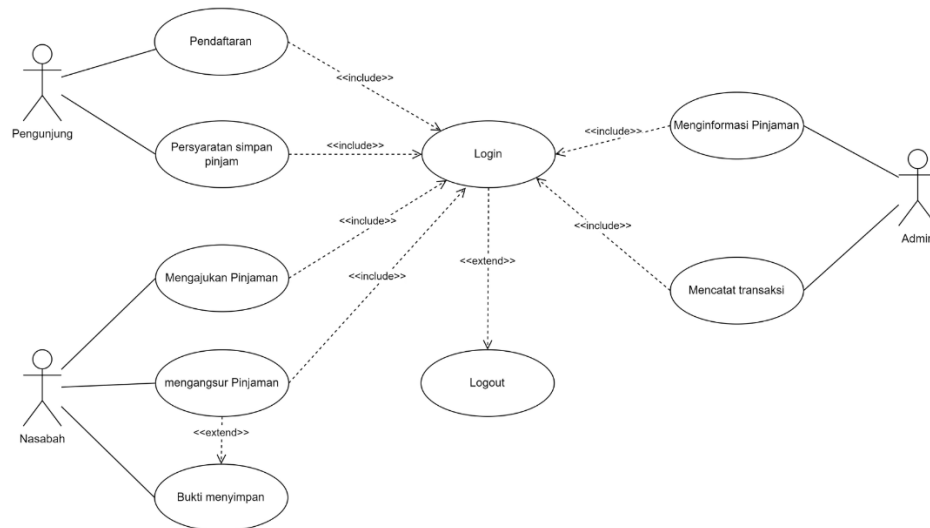 Pendaftaran
<<include>>
Pengunjung
Persyaratan simpan
pinjam
<<include>>
Login
<<include>>
Menginformasi Pinjaman
Admin
<<include>>
<<include>>
Mengajukan Pinjaman
<<include>>
<<extend>>
Mencatat transaksi
mengangsur Pinjaman
Logout
Nasabah
<<extend>>
Bukti menyimpan